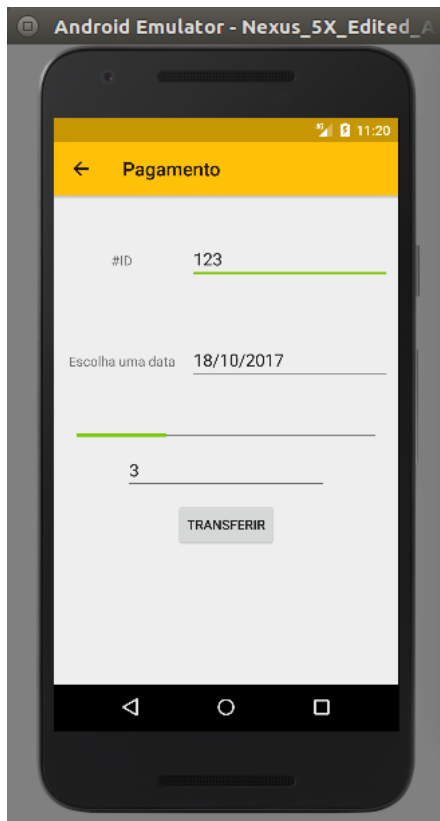 Android Emulator - Nexus_5X_Edited_A
11:20
Pagamento
#ID 123
Escolha uma data 18/10/2017
3
TRANSFERIR